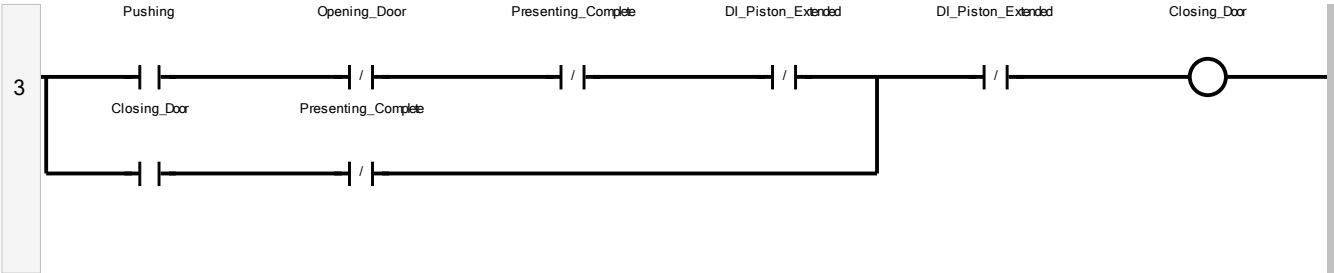 Pushing Opening_Door Presenting_Complete DI_Piston_Extended DI_Piston_Extended Closing_Door
3
/ / / /
Closing_Door Presenting_Complete
/